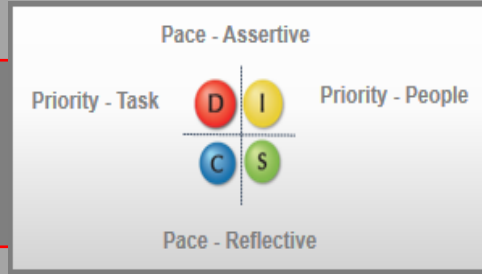 Pace - Assertive
Priority - Task
D I
Priority - People
C S
Pace - Reflective